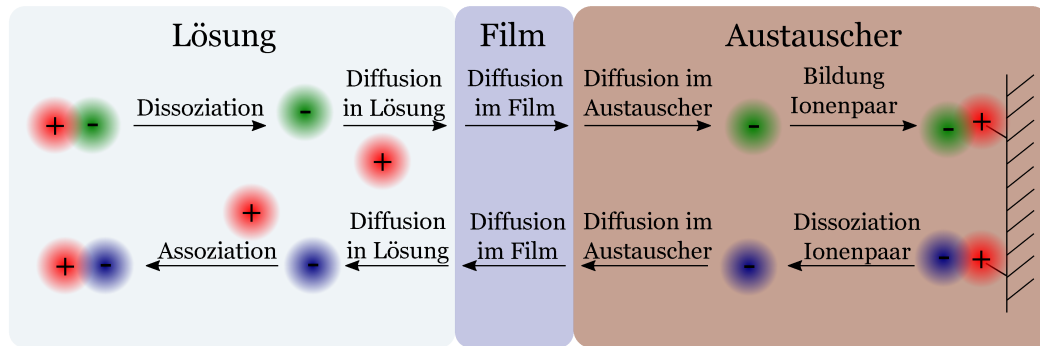 Lösung
Film
Austauscher
Dissoziation
Diffusion
in Lösung
Diffusion
im Film
Diffusion im
Austauscher
Bildung
Ionenpaar
+
-
-
+
-
-
+
+
Assoziation
Diffusion
in Lösung
Diffusion
im Film
Diffusion im
Austauscher
Dissoziation
Ionenpaar
+
-
-
-
-
+